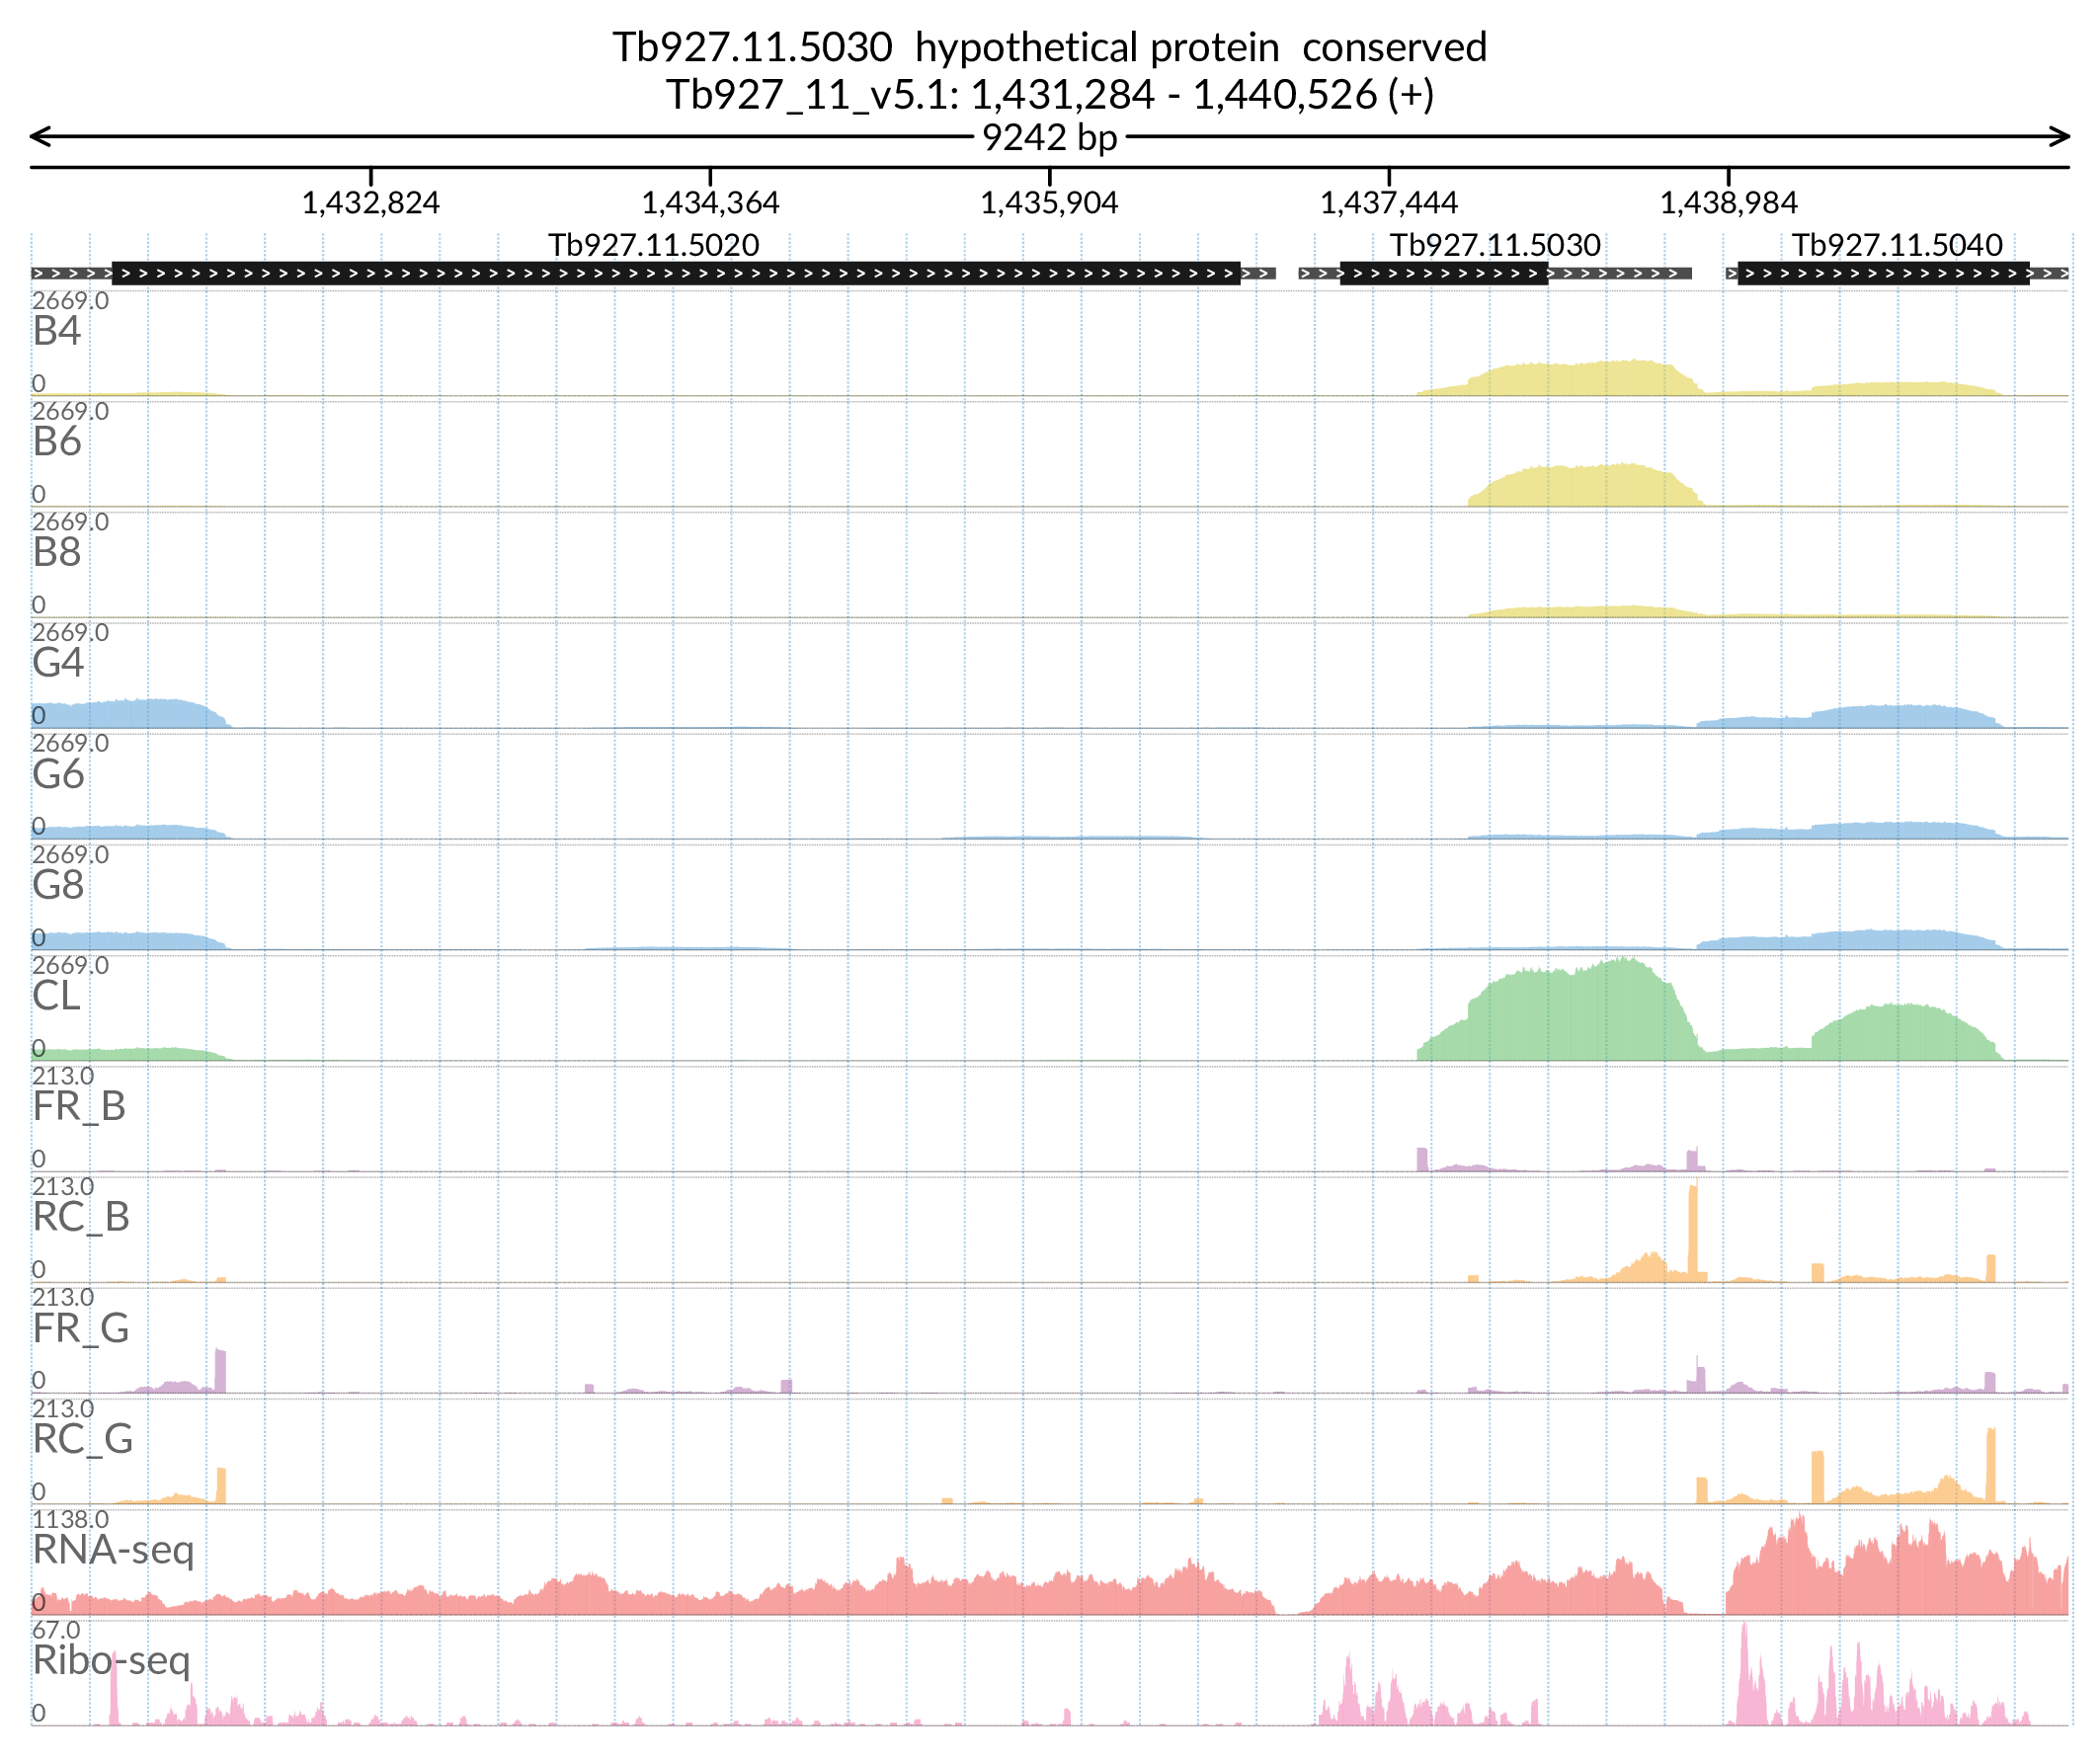 Tb927.11.5030 hypothetical protein conserved
Tb927_11_v5.1: 1,431,284 - 1,440,526 (+)
9242 bp
1,432,824 1,434,364 1,435,904 1,437,444 1,438,984
Tb927.11.5020 Tb927.11.5030 Tb927.11.5040
2669.0
B4
0
2669.0
B6
0
2669.0
B8
0
2669.0
G4
0
2669.0
G6
0
2669.0
G8
0
2669.0
CL
0
213.0
FR_B
0
213.0
RC_B
0
213.0
FR_G
0
213.0
RC_G
0
1138.0
RNA-seq
0
67.0
Ribo-seq
0